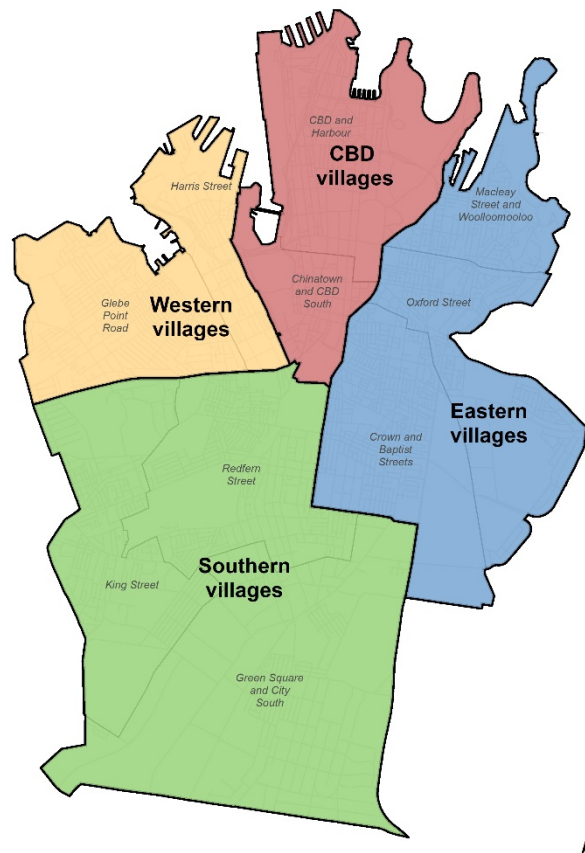 CBD and
Harbour
CBD
villages
Harris Street
Macleay
Street and
Woolloomooloo
Chinatown
and CBD
South
Glebe
Point
Road
Western
villages
Oxford Street
Eastern
villages
Crown and
Baptist
Streets
Redfern
Street
Southern
villages
King Street
Green Square
and City
South